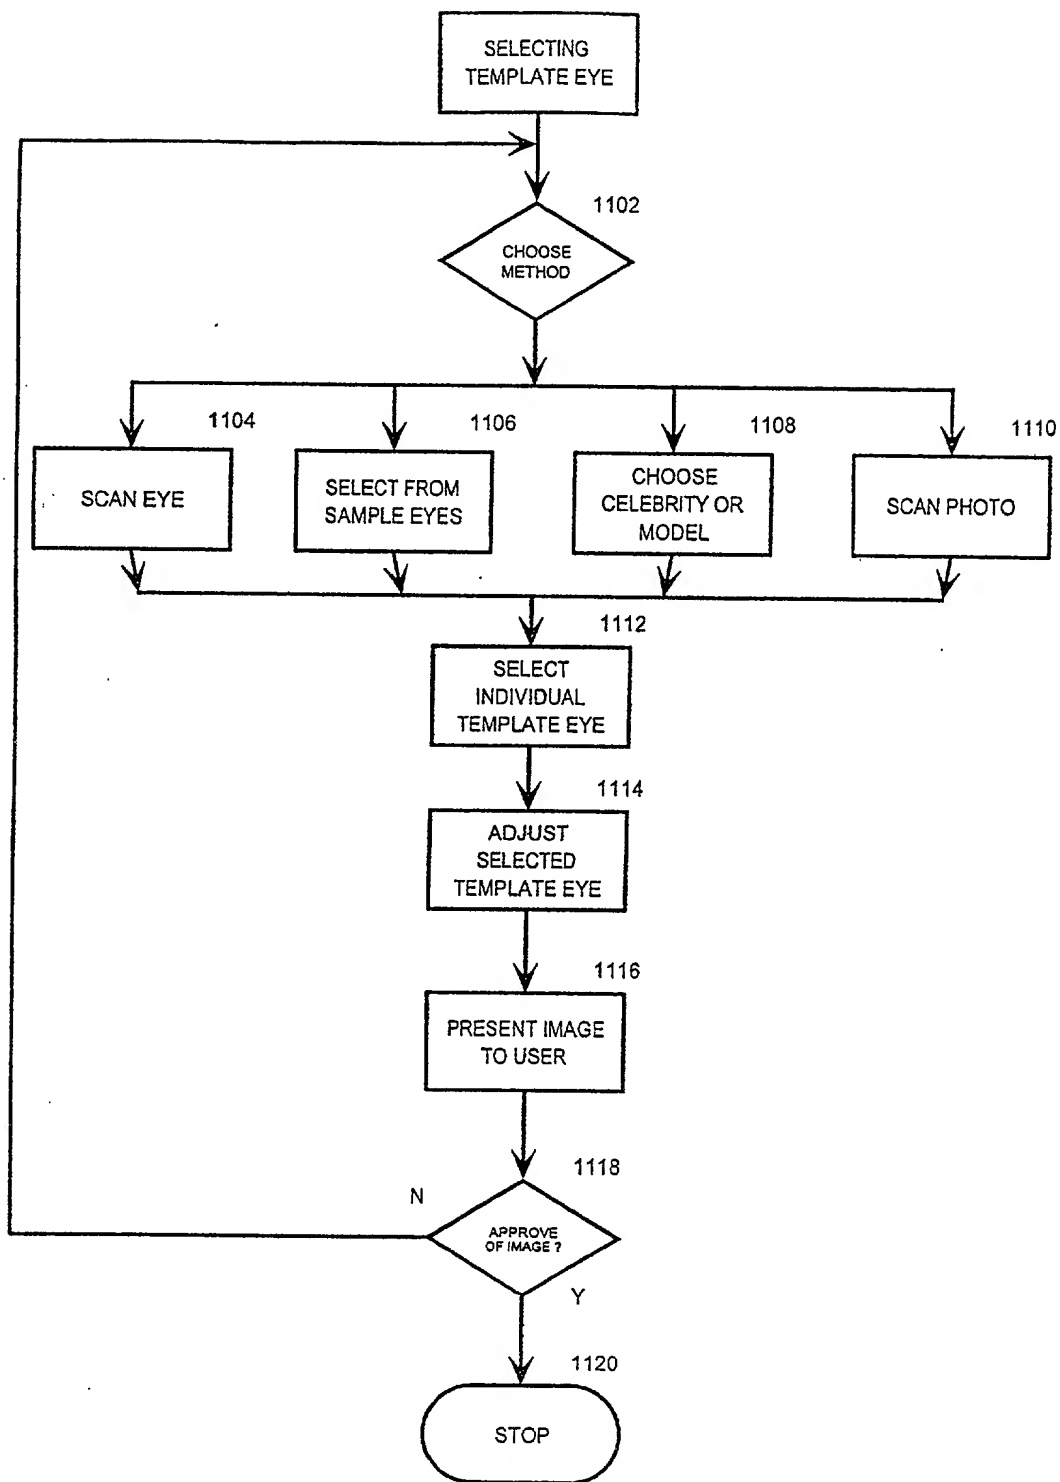 SELECTING
TEMPLATE EYE
1102
CHOOSE
METHOD
1104
SCAN EYE
1106
SELECT FROM
SAMPLE EYES
1108
CHOOSE
CELEBRITY OR
MODEL
1110
SCAN PHOTO
1112
SELECT
INDIVIDUAL
TEMPLATE EYE
1114
ADJUST
SELECTED
TEMPLATE EYE
1116
PRESENT IMAGE
TO USER
1118
N
APPROVE
OF IMAGE ?
Y
1120
STOP